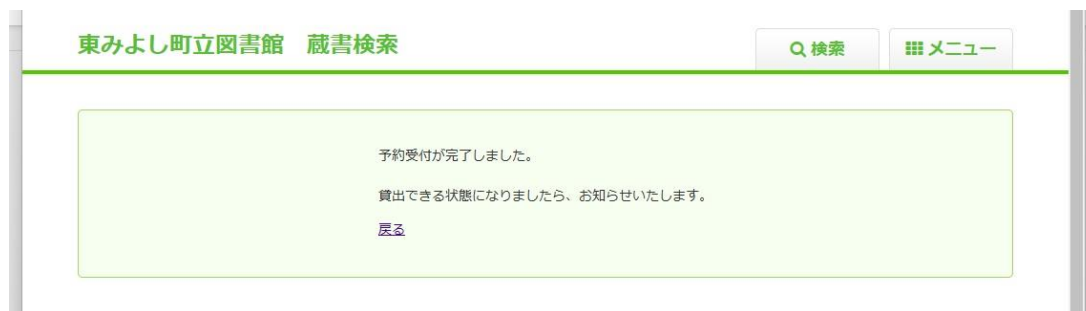 東みよし町立図書館　蔵書検索
検索
メニュー
予約受付が完了しました。
貸出できる状態になりましたら、お知らせいたします。
戻る